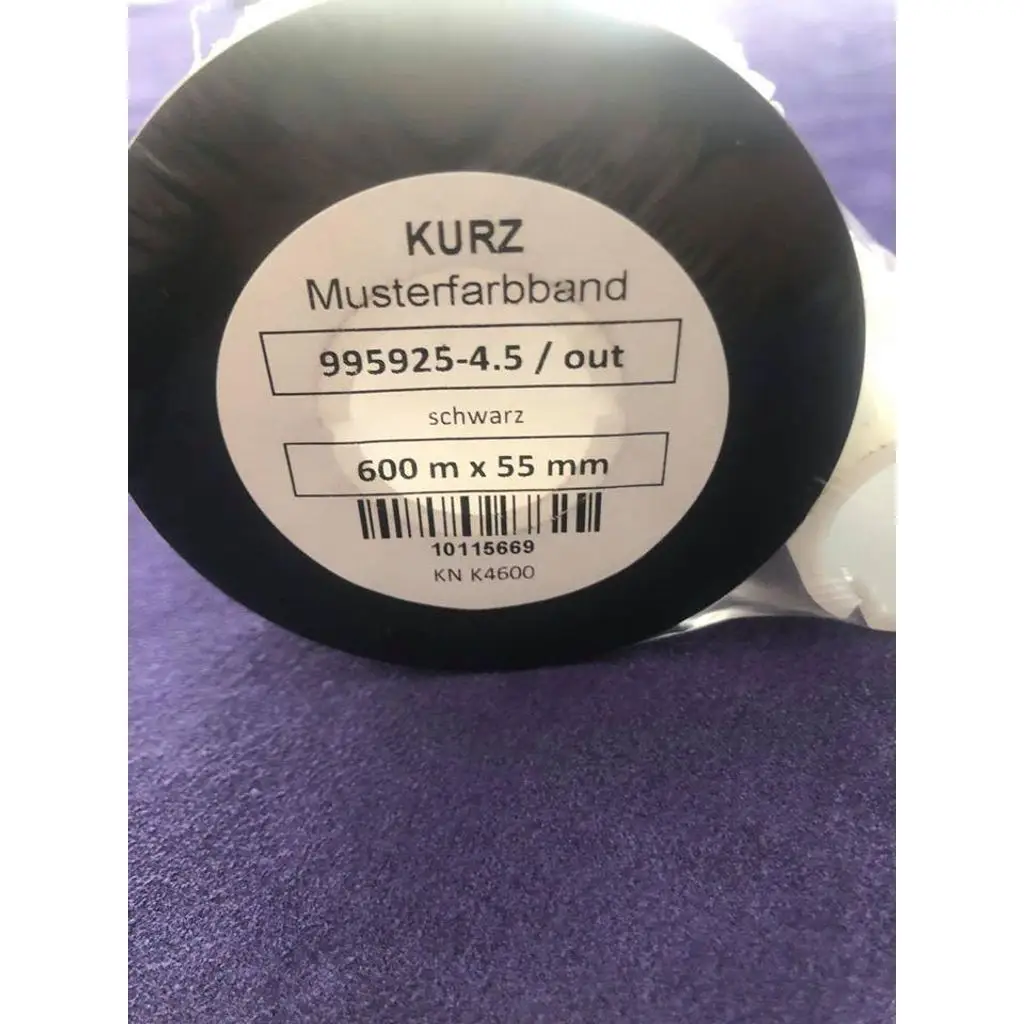 KURZ
Musterfarbband
995925-4.5 / out
schwarz
600 m x 55 mm
10115669
KN K4600